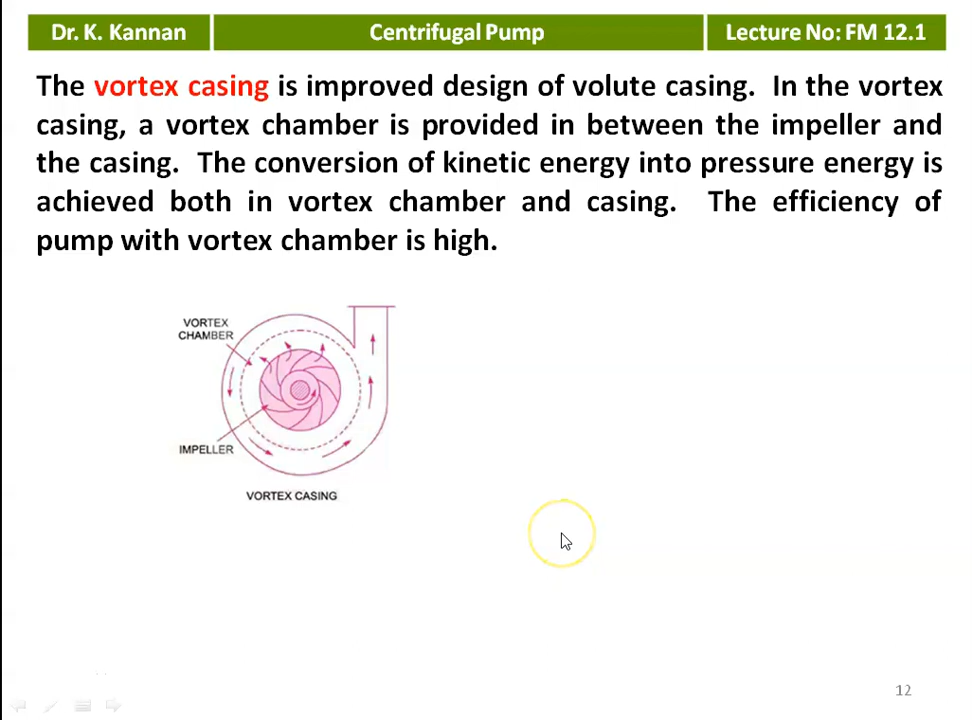 Dr. K. Kannan
Centrifugal Pump
Lecture No: FM 12.1
The vortex casing is improved design of volute casing. In the vortex
casing, a vortex chamber is provided in between the impeller and
the casing. The conversion of kinetic energy into pressure energy is
achieved both in vortex chamber and casing. The efficiency of
pump with vortex chamber is high.
VORTEX
CHAMBER
IMPELLER
VORTEX CASING
12